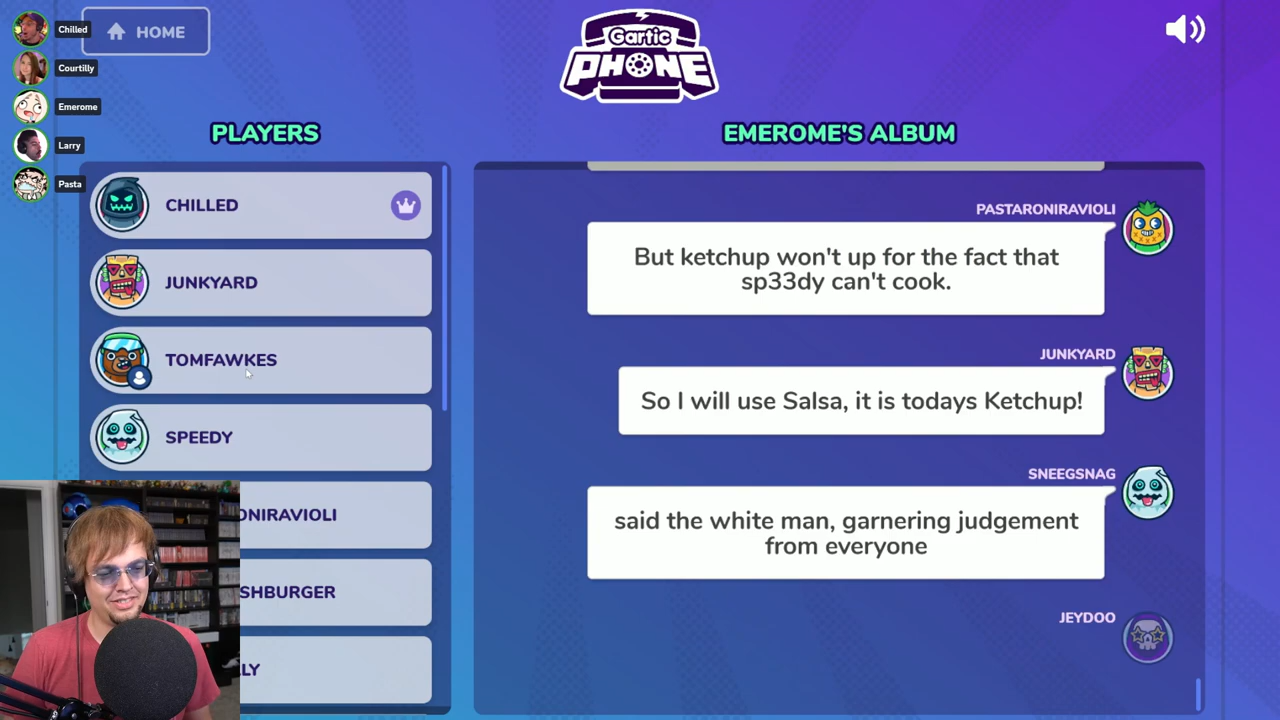 Chilled
Courtilly
Emerome
Larry
Pasta
HOME
Gartic
PHONE
PLAYERS
CHILLED
JUNKYARD
TOMFAWKES
SPEEDY
ONIRAVIOLI
SHBURGER
LY
EMEROME'S ALBUM
PASTARONIRAVIOLI
But ketchup won't up for the fact that
sp33dy can't cook.
JUNKYARD
So I will use Salsa, it is todays Ketchup!
SNEEGSNAG
said the white man, garnering judgement
from everyone
JEYDOO